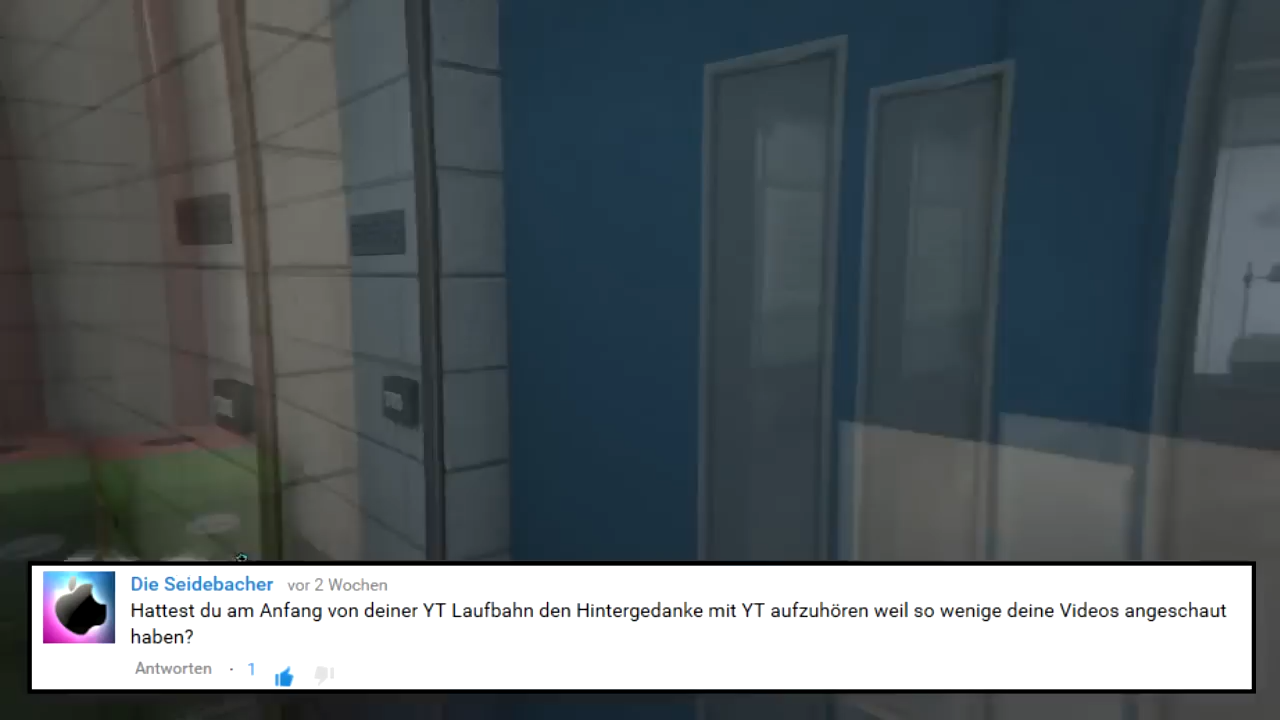 Die Seidebacher vor 2 Wochen
Hattest du am Anfang von deiner YT Laufbahn den Hintergedanke mit YT aufzuhören weil so wenige deine Videos angeschaut
haben?
Antworten · 1